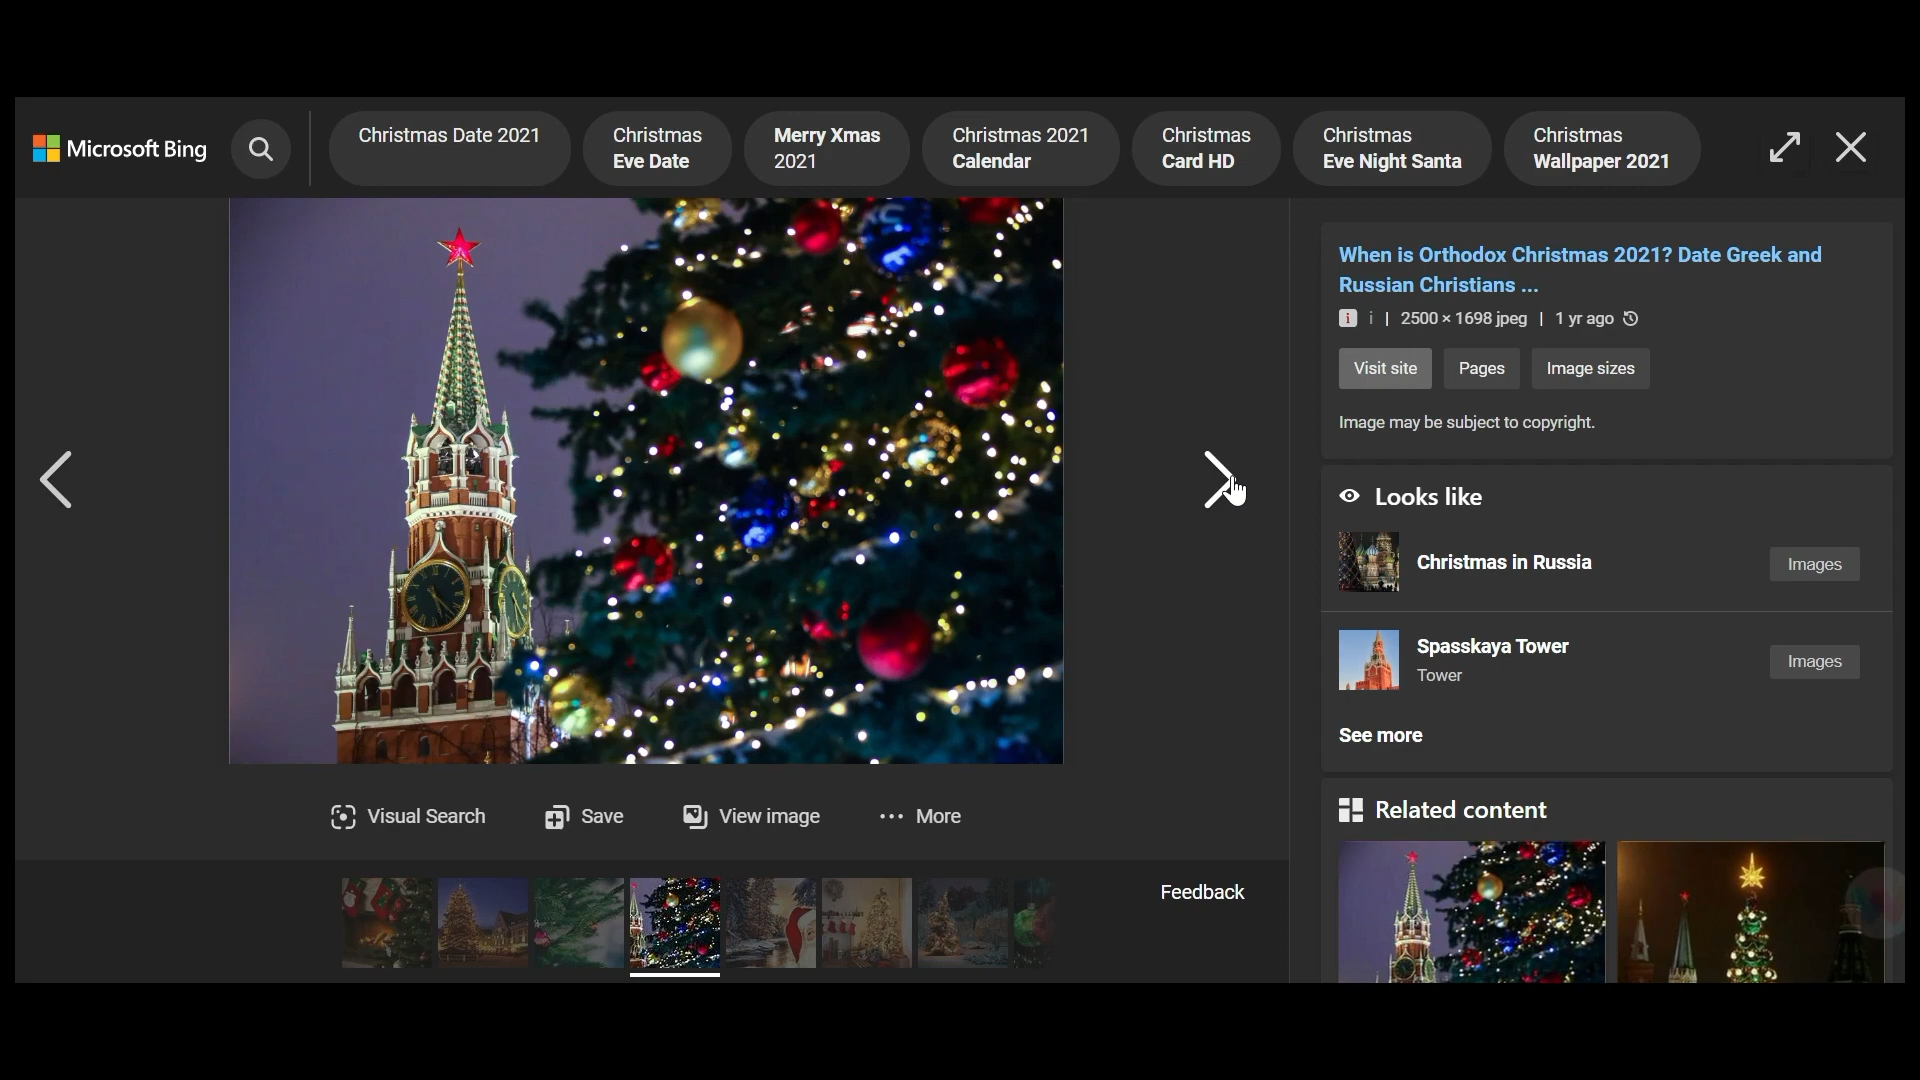 Microsoft Bing
Christmas Date 2021
Christmas
Eve Date
Merry Xmas
2021
Christmas 2021
Calendar
Christmas
Card HD
Christmas
Eve Night Santa
Christmas
Wallpaper 2021
When is Orthodox Christmas 2021? Date Greek and
Russian Christians ...
i i | 2500 × 1698 jpeg | 1 yr ago
Visit site
Pages
Image sizes
Image may be subject to copyright.
Looks like
Christmas in Russia
Images
Spasskaya Tower
Tower
Images
See more
Related content
Visual Search
Save
View image
More
Feedback